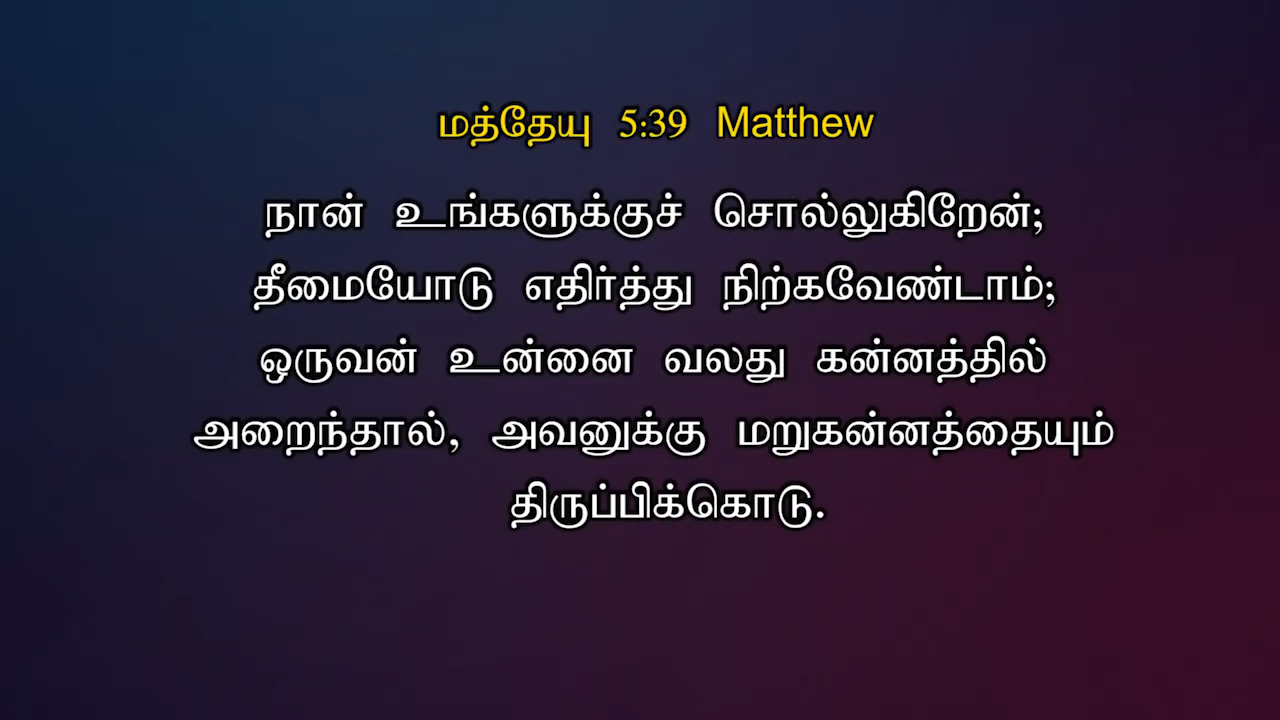 மத்தேயு 5:39 Matthew
நான் உங்களுக்குச் சொல்லுகிறேன்;
தீமையோடு எதிர்த்து நிற்கவேண்டாம்;
ஒருவன் உன்னை வலது கன்னத்தில்
அறைந்தால், அவனுக்கு மறுகன்னத்தையும்
திருப்பிக்கொடு.